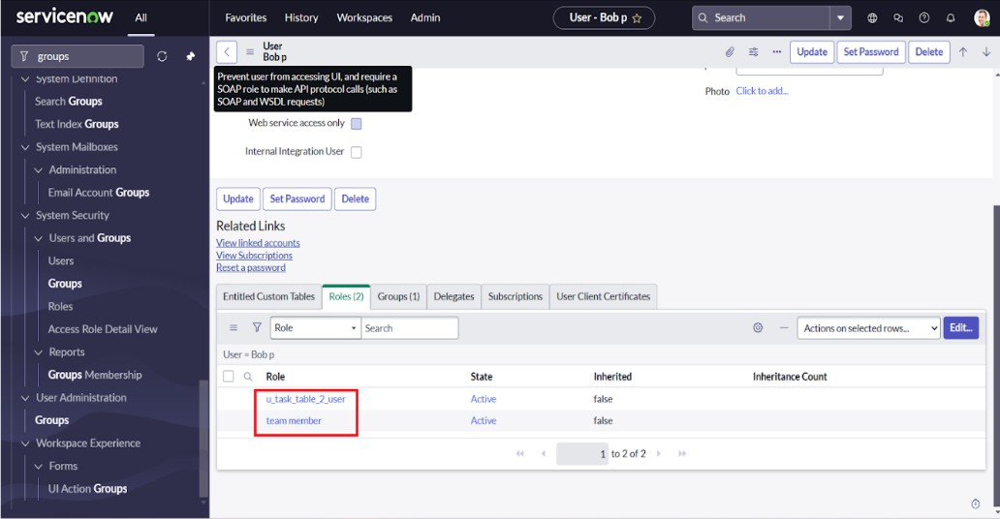 servicenow
All
Favorites
History
Workspaces
Admin
User - Bob p
Search
groups
System Definition
Search Groups
Text Index Groups
System Mailboxes
Administration
Email Account Groups
System Security
Users and Groups
Users
Groups
Roles
Access Role Detail View
Reports
Groups Membership
User Administration
Groups
Workspace Experience
Forms
UI Action Groups
User
Bob p
Update
Set Password
Delete
Prevent user from accessing UI, and require a
SOAP role to make API protocol calls (such as
SOAP and WSDL requests)
Photo Click to add...
Web service access only
Internal Integration User
Update
Set Password
Delete
Related Links
View linked accounts
View Subscriptions
Reset a password
Entitled Custom Tables
Roles (2)
Groups (1)
Delegates
Subscriptions
User Client Certificates
Role
Search
Actions on selected rows...
Edit...
User = Bob p
Role State Inherited Inheritance Count
u_task_table_2_user Active false
team member Active false
1 to 2 of 2